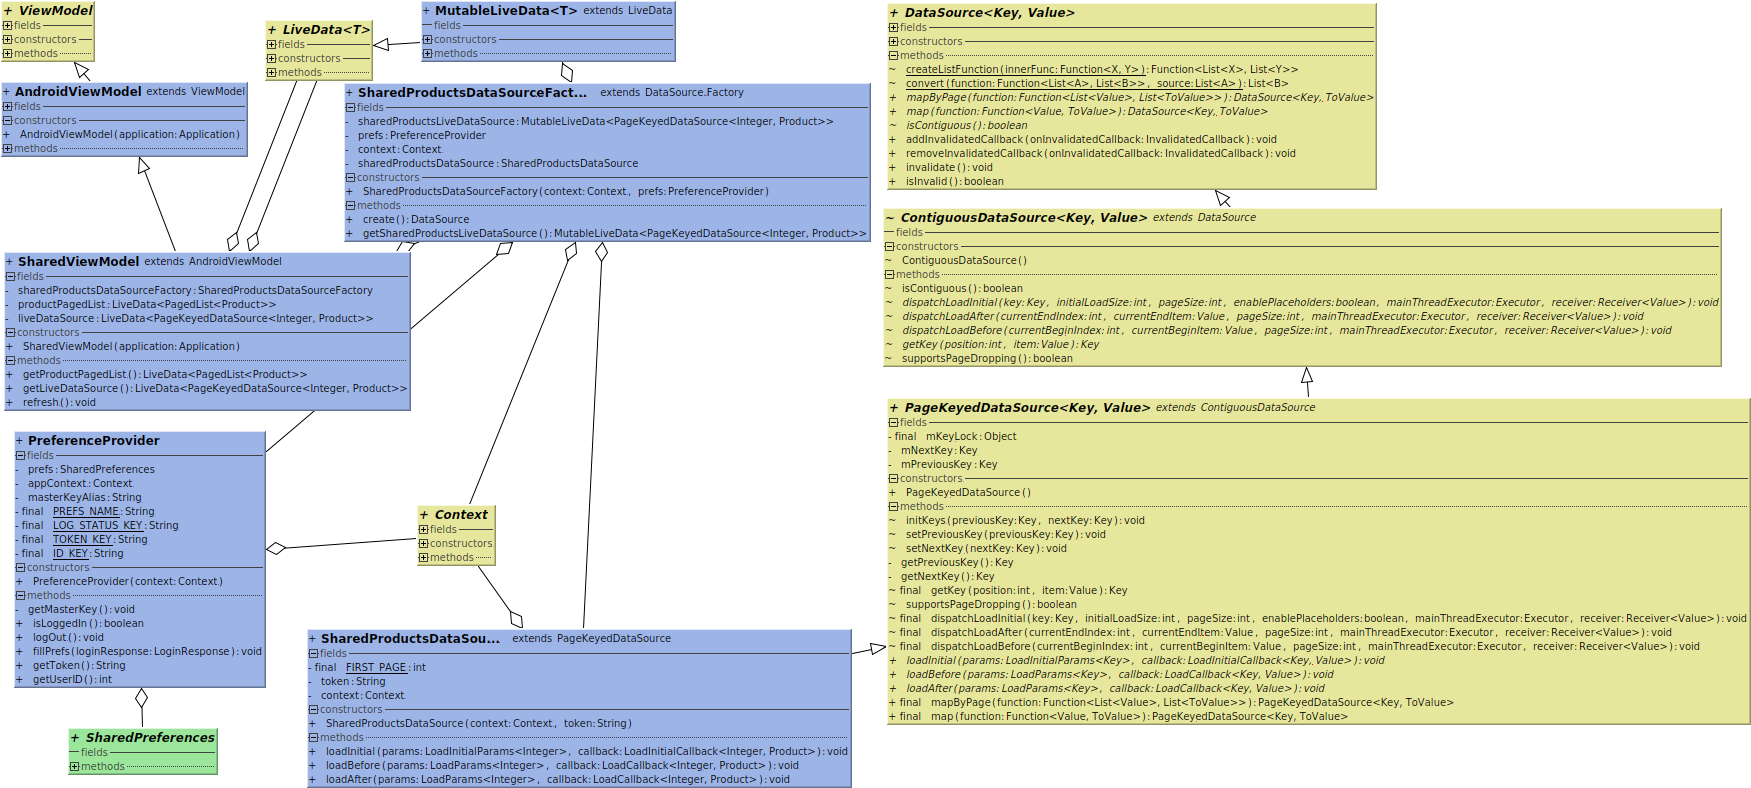 + ViewModel
fields
constructors
methods
+ AndroidViewModel extends ViewModel
fields
constructors
+ AndroidViewModel(application:Application)
methods
+ LiveData<T>
fields
constructors
methods
+ MutableLiveData<T> extends LiveData
fields
constructors
methods
+ SharedProductsDataSourceFact... extends DataSource.Factory
fields
- sharedProductsLiveDataSource:MutableLiveData<PageKeyedDataSource<Integer, Product>>
- prefs:PreferenceProvider
- context:Context
- sharedProductsDataSource:SharedProductsDataSource
constructors
+ SharedProductsDataSourceFactory(context:Context, prefs:PreferenceProvider)
methods
+ create():DataSource
+ getSharedProductsLiveDataSource():MutableLiveData<PageKeyedDataSource<Integer, Product>>
+ SharedViewModel extends AndroidViewModel
fields
- sharedProductsDataSourceFactory:SharedProductsDataSourceFactory
- productPagedList:LiveData<PagedList<Product>>
- liveDataSource:LiveData<PageKeyedDataSource<Integer, Product>>
constructors
+ SharedViewModel(application:Application)
methods
+ getProductPagedList():LiveData<PagedList<Product>>
+ getLiveDataSource():LiveData<PageKeyedDataSource<Integer, Product>>
+ refresh():void
+ PreferenceProvider
fields
- prefs:SharedPreferences
- appContext:Context
- masterKeyAlias:String
- final PREFS_NAME:String
- final LOG_STATUS_KEY:String
- final TOKEN_KEY:String
- final ID_KEY:String
constructors
+ PreferenceProvider(context:Context)
methods
- getMasterKey():void
+ isLoggedIn():boolean
+ logOut():void
+ fillPrefs(loginResponse:LoginResponse):void
+ getToken():String
+ getUserID():int
+ SharedPreferences
fields
methods
+ Context
fields
constructors
methods
+ SharedProductsDataSou... extends PageKeyedDataSource
fields
- final FIRST_PAGE:int
- token:String
- context:Context
constructors
+ SharedProductsDataSource(context:Context, token:String)
methods
+ loadInitial(params:LoadInitialParams<Integer>, callback:LoadInitialCallback<Integer, Product>):void
+ loadBefore(params:LoadParams<Integer>, callback:LoadCallback<Integer, Product>):void
+ loadAfter(params:LoadParams<Integer>, callback:LoadCallback<Integer, Product>):void
+ DataSource<Key, Value>
fields
constructors
methods
~ createListFunction(innerFunc:Function<X, Y>):Function<List<X>, List<Y>>
~ convert(function:Function<List<A>, List<B>>, source:List<A>):List<B>
+ mapByPage(function:Function<List<Value>, List<ToValue>>):DataSource<Key, ToValue>
+ map(function:Function<Value, ToValue>):DataSource<Key, ToValue>
~ isContiguous():boolean
+ addInvalidatedCallback(onInvalidatedCallback:InvalidatedCallback):void
+ removeInvalidatedCallback(onInvalidatedCallback:InvalidatedCallback):void
+ invalidate():void
+ isInvalid():boolean
~ ContiguousDataSource<Key, Value> extends DataSource
fields
constructors
~ ContiguousDataSource()
methods
~ isContiguous():boolean
~ dispatchLoadInitial(key:Key, initialLoadSize:int, pageSize:int, enablePlaceholders:boolean, mainThreadExecutor:Executor, receiver:Receiver<Value>):void
~ dispatchLoadAfter(currentEndIndex:int, currentEndItem:Value, pageSize:int, mainThreadExecutor:Executor, receiver:Receiver<Value>):void
~ dispatchLoadBefore(currentBeginIndex:int, currentBeginItem:Value, pageSize:int, mainThreadExecutor:Executor, receiver:Receiver<Value>):void
~ getKey(position:int, item:Value):Key
~ supportsPageDropping():boolean
+ PageKeyedDataSource<Key, Value> extends ContiguousDataSource
fields
- final mKeyLock:Object
- mNextKey:Key
- mPreviousKey:Key
constructors
+ PageKeyedDataSource()
methods
~ initKeys(previousKey:Key, nextKey:Key):void
~ setPreviousKey(previousKey:Key):void
~ setNextKey(nextKey:Key):void
- getPreviousKey():Key
- getNextKey():Key
~ final getKey(position:int, item:Value):Key
~ supportsPageDropping():boolean
~ final dispatchLoadInitial(key:Key, initialLoadSize:int, pageSize:int, enablePlaceholders:boolean, mainThreadExecutor:Executor, receiver:Receiver<Value>):void
~ final dispatchLoadAfter(currentEndIndex:int, currentEndItem:Value, pageSize:int, mainThreadExecutor:Executor, receiver:Receiver<Value>):void
~ final dispatchLoadBefore(currentBeginIndex:int, currentBeginItem:Value, pageSize:int, mainThreadExecutor:Executor, receiver:Receiver<Value>):void
+ loadInitial(params:LoadInitialParams<Key>, callback:LoadInitialCallback<Key, Value>):void
+ loadBefore(params:LoadParams<Key>, callback:LoadCallback<Key, Value>):void
+ loadAfter(params:LoadParams<Key>, callback:LoadCallback<Key, Value>):void
+ final mapByPage(function:Function<List<Value>, List<ToValue>>):PageKeyedDataSource<Key, ToValue>
+ final map(function:Function<Value, ToValue>):PageKeyedDataSource<Key, ToValue>